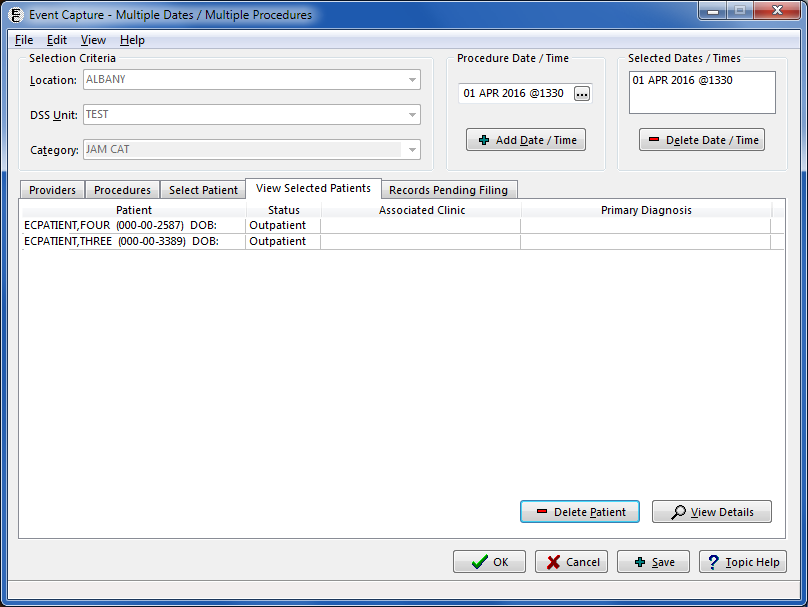 Event Capture - Multiple Dates / Multiple Procedures
File Edit View Help
Selection Criteria
Location: ALBANY
DSS Unit: TEST
Category: JAM CAT
Procedure Date / Time
01 APR 2016 @1330 ...
Add Date / Time
Selected Dates / Times
01 APR 2016 @1330
Delete Date / Time
Providers Procedures Select Patient View Selected Patients Records Pending Filing
Patient Status Associated Clinic Primary Diagnosis
ECPATIENT,FOUR (000-00-2587) DOB: Outpatient
ECPATIENT,THREE (000-00-3389) DOB: Outpatient
Delete Patient View Details
OK Cancel Save ? Topic Help